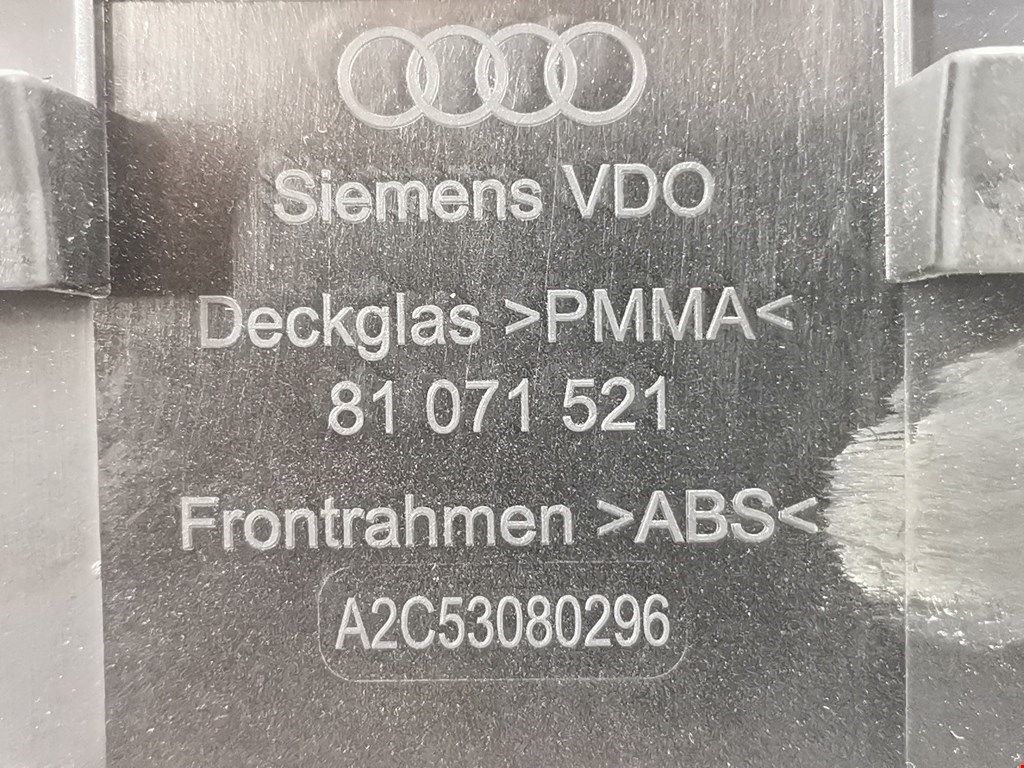 Siemens VDO
Deckglas >PMMA<
81 071 521
Frontrahmen >ABS<
A2C53080296